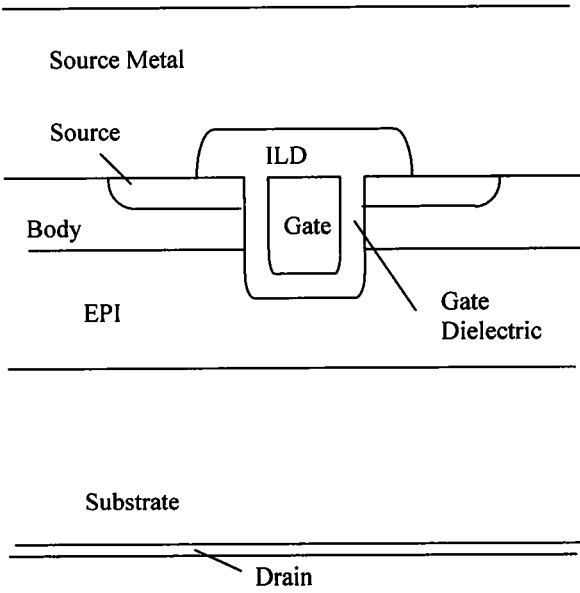 Source Metal
Source
ILD
Gate
Body
EPI
Gate
Dielectric
Substrate
Drain